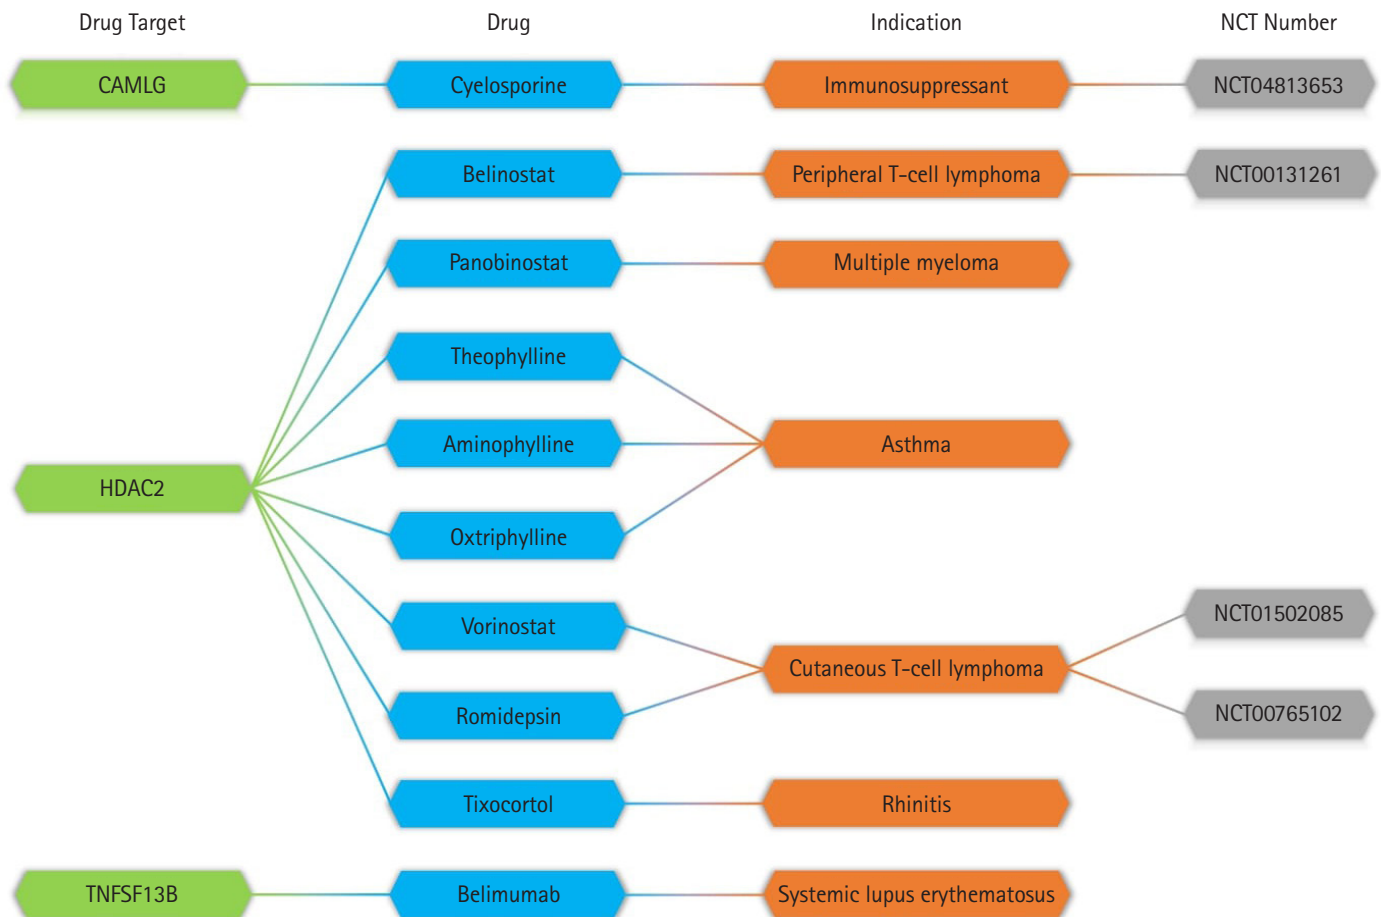 Drug Target Drug Indication NCT Number
CAMLG Cyelosporine Immunosuppressant NCT04813653
Belinostat Peripheral T-cell lymphoma NCT00131261
Panobinostat Multiple myeloma
Theophylline
Aminophylline Asthma
HDAC2
Oxtriphylline
Vorinostat NCT01502085
Cutaneous T-cell lymphoma
Romidepsin NCT00765102
Tixocortol Rhinitis
TNFSF13B Belimumab Systemic lupus erythematosus